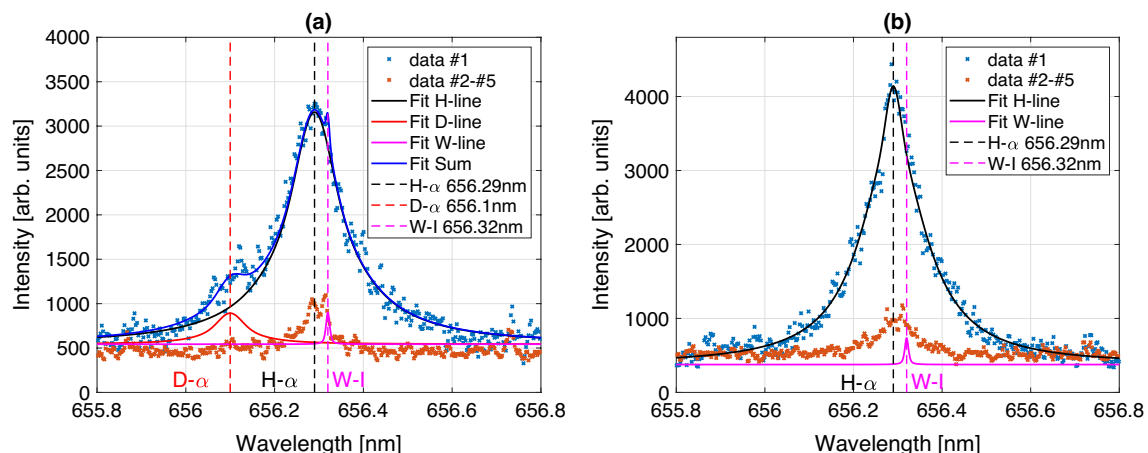 (a)
4000
3500
3000
2500
2000
1500
1000
500
0
Intensity [arb. units]
data #1
data #2-#5
Fit H-line
Fit D-line
Fit W-line
Fit Sum
H-α 656.29nm
D-α 656.1nm
W-I 656.32nm
D-α
H-α
W-I
655.8
656
656.2
656.4
656.6
656.8
Wavelength [nm]
(b)
4000
3000
2000
1000
0
Intensity [arb. units]
data #1
data #2-#5
Fit H-line
Fit W-line
H-α 656.29nm
W-I 656.32nm
H-α
W-I
655.8
656
656.2
656.4
656.6
656.8
Wavelength [nm]